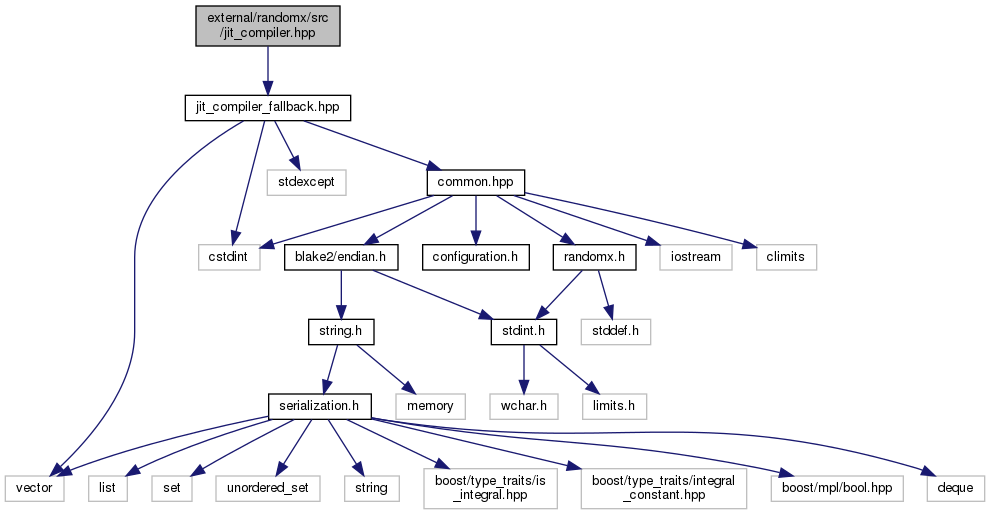 external/randomx/src
/jit_compiler.hpp
jit_compiler_fallback.hpp
stdexcept
common.hpp
cstdint
blake2/endian.h
configuration.h
randomx.h
iostream
climits
string.h
stdint.h
stddef.h
serialization.h
memory
wchar.h
limits.h
vector
list
set
unordered_set
string
boost/type_traits/is
_integral.hpp
boost/type_traits/integral
_constant.hpp
boost/mpl/bool.hpp
deque